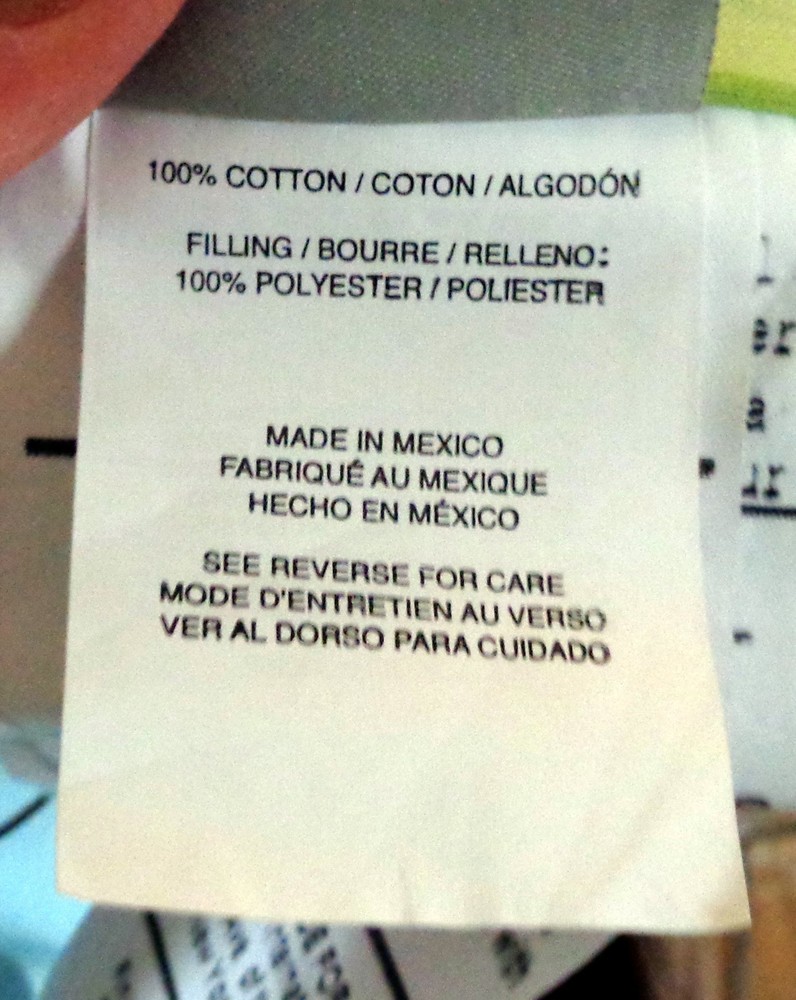 100% COTTON / COTON / ALGODÓN
FILLING / BOURRE / RELLENO:
100% POLYESTER / POLIESTER
MADE IN MEXICO
FABRIQUÉ AU MEXIQUE
HECHO EN MÉXICO
SEE REVERSE FOR CARE
MODE D'ENTRETIEN AU VERSO
VER AL DORSO PARA CUIDADO